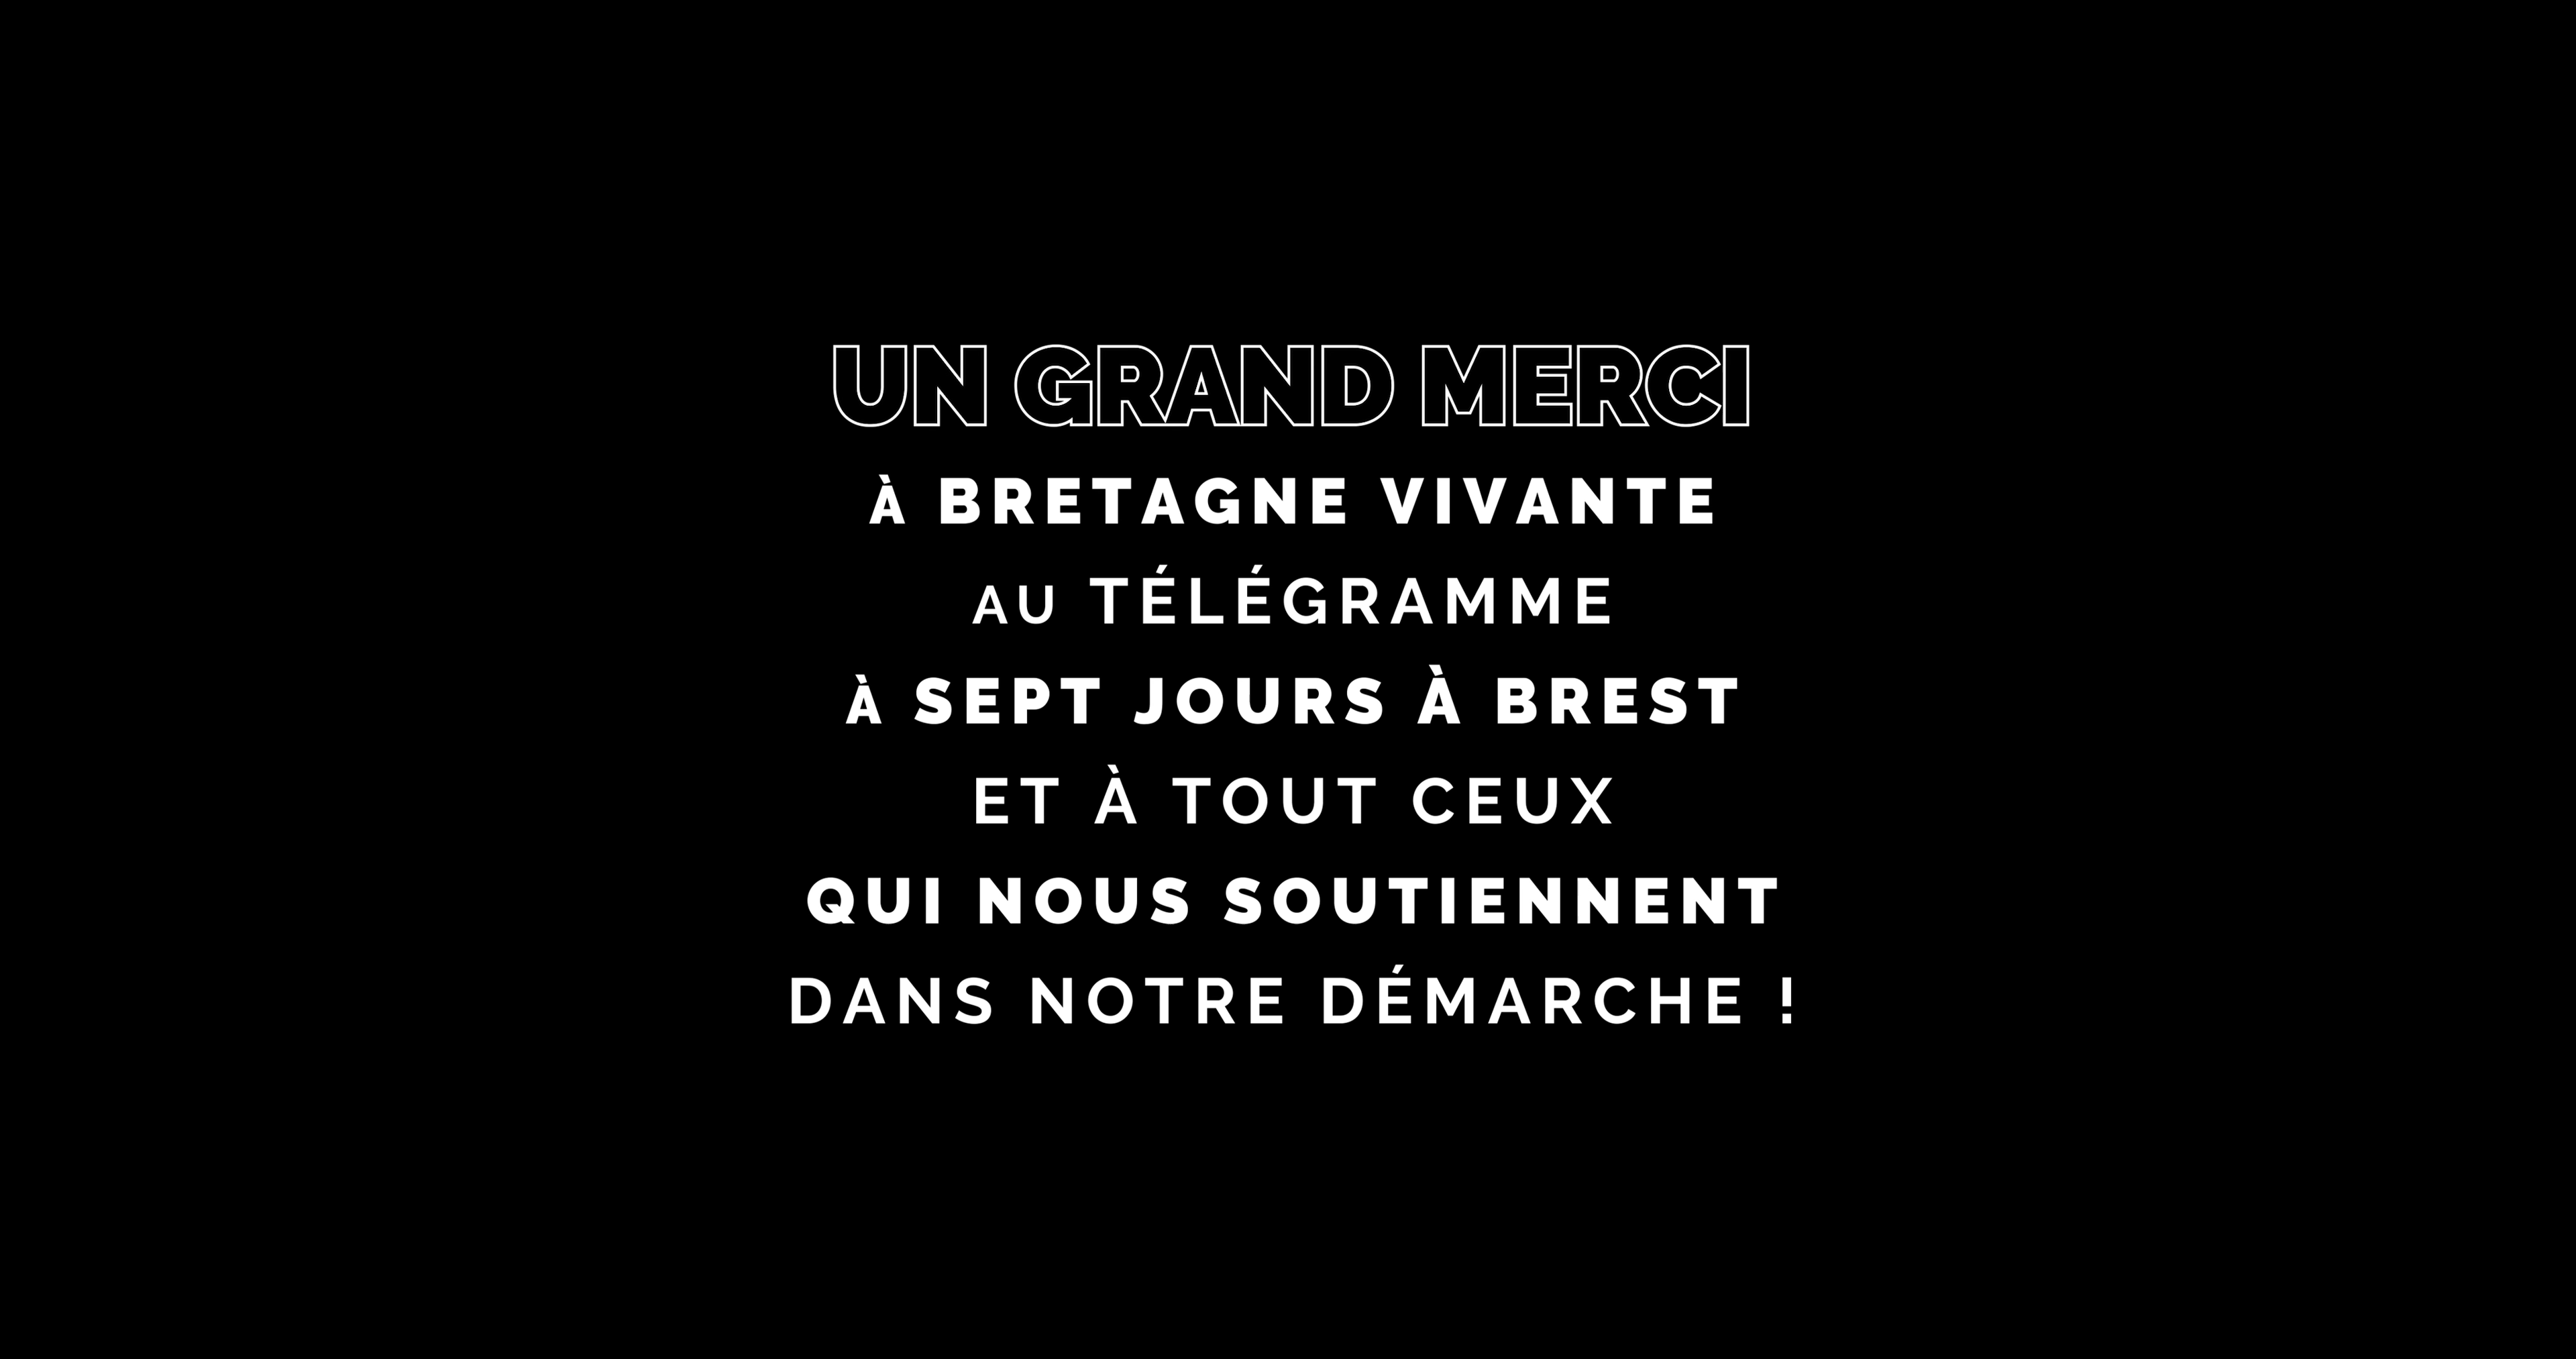 UN GRAND MERCI
À BRETAGNE VIVANTE
AU TÉLÉGRAMME
À SEPT JOURS À BREST
ET À TOUT CEUX
QUI NOUS SOUTIENNENT
DANS NOTRE DÉMARCHE !